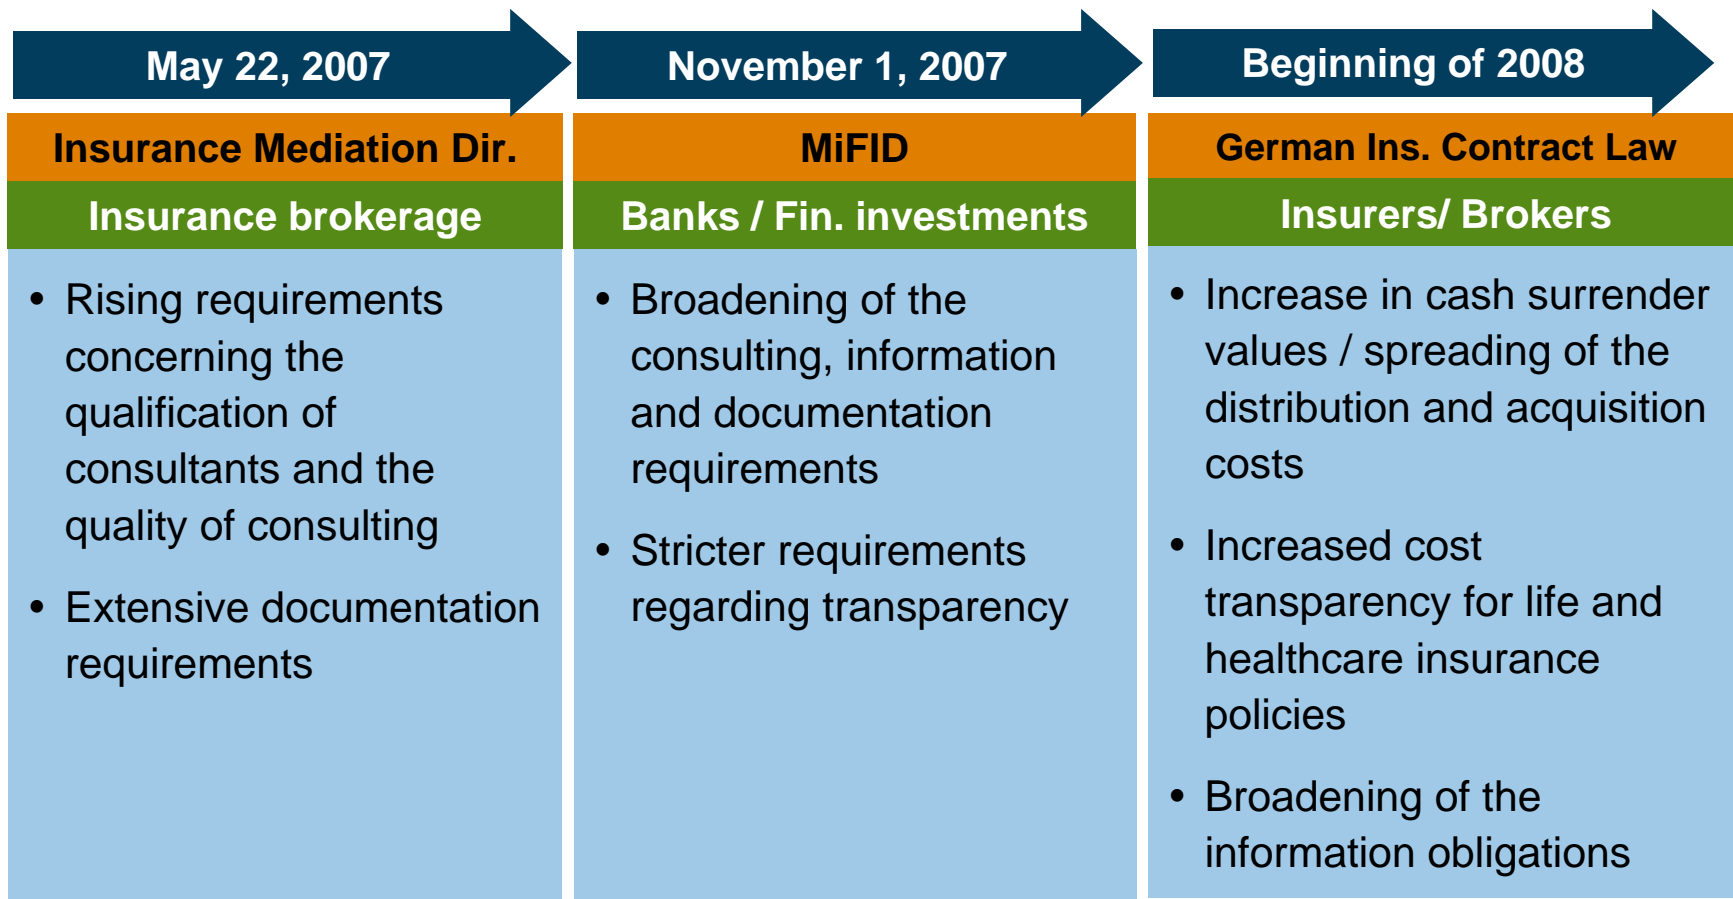 May 22, 2007
Insurance Mediation Dir.
Insurance brokerage
• Rising requirements
concerning the
qualification of
consultants and the
quality of consulting
• Extensive documentation
requirements
November 1, 2007
MiFID
Banks / Fin. investments
• Broadening of the
consulting, information
and documentation
requirements
• Stricter requirements
regarding transparency
Beginning of 2008
German Ins. Contract Law
Insurers/ Brokers
• Increase in cash surrender
values / spreading of the
distribution and acquisition
costs
• Increased cost
transparency for life and
healthcare insurance
policies
• Broadening of the
information obligations